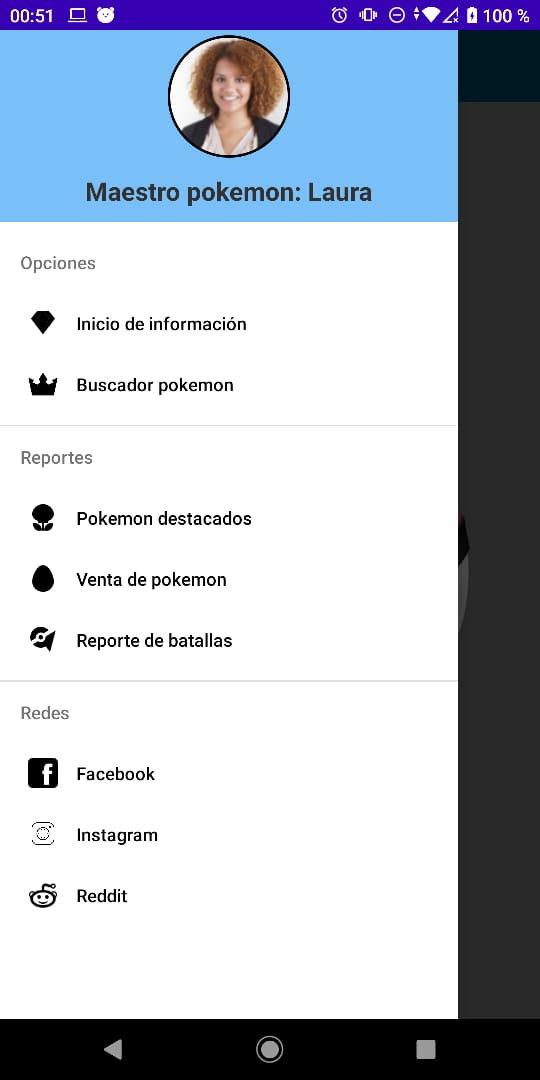 00:51
100 %
Maestro pokemon: Laura
Opciones
Inicio de información
Buscador pokemon
Reportes
Pokemon destacados
Venta de pokemon
Reporte de batallas
Redes
Facebook
Instagram
Reddit